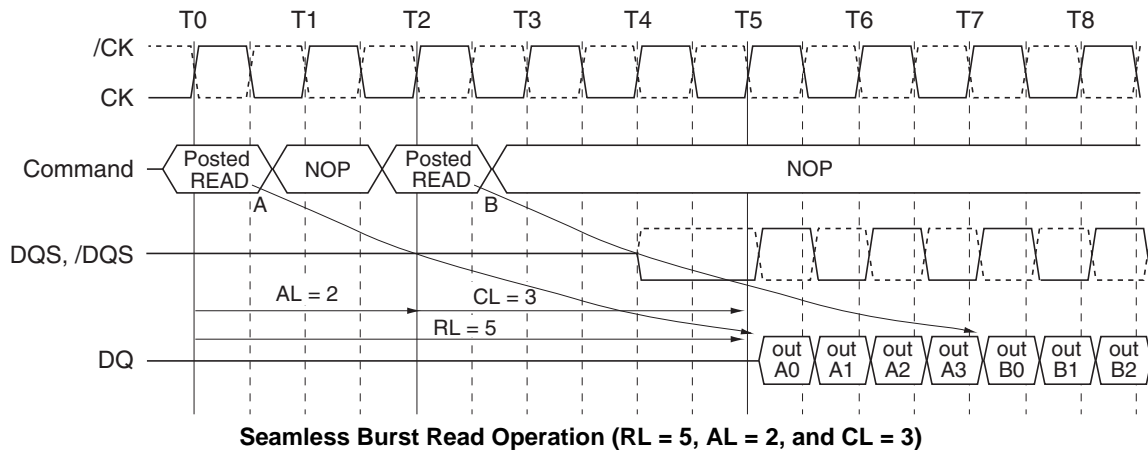 T0 T1 T2 T3 T4 T5 T6 T7 T8
/CK
CK
Command
Posted
READ
NOP
Posted
READ
NOP
A
B
DQS, /DQS
AL = 2
CL = 3
RL = 5
DQ
out
A0
out
A1
out
A2
out
A3
out
B0
out
B1
out
B2
Seamless Burst Read Operation (RL = 5, AL = 2, and CL = 3)